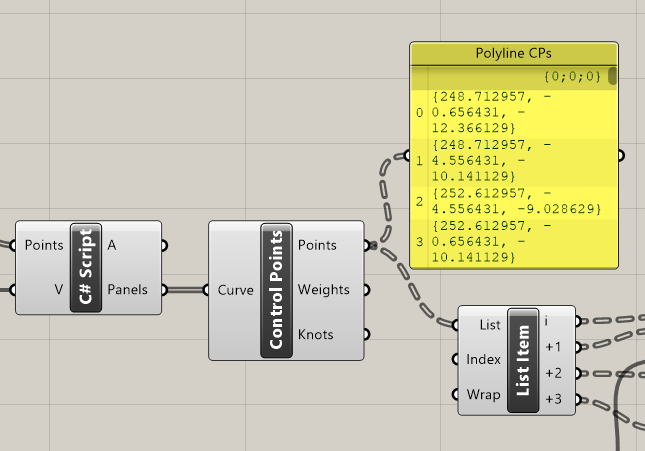 Polyline CPs
{0;0;0}
0 {248.712957, -
0.656431, -
12.366129}
1 {248.712957, -
4.556431, -
10.141129}
2 {252.612957, -
4.556431, -9.028629}
3 {252.612957, -
0.656431, -
10.141129}
Points A
C# Script
V Panels
Points
Curve Control Points Weights
Knots
List i
+1
Index List Item
+2
Wrap +3